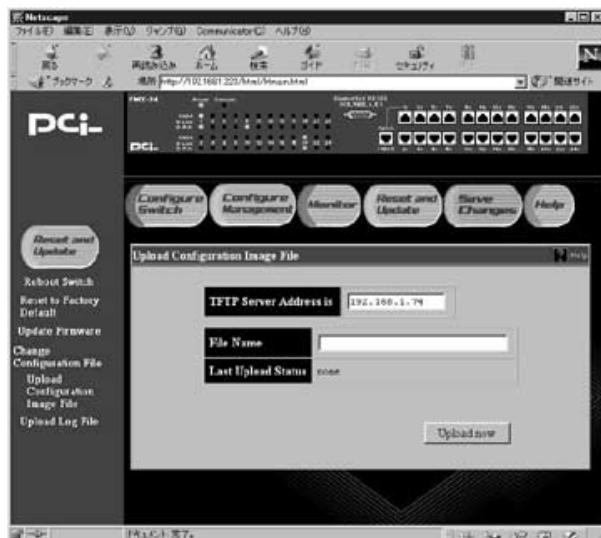 Netscape
ファイル(F) 編集(E) 表示(V) ジャンプ(G) Communicator(C) ヘルプ(H)
戻る 再読み込み ホーム 検索 ガイド セキュリティ
ブックマーク 場所 関連サイト
PCi-
PCi-
Configure Switch
Configure Management
Monitor
Reset and Update
Save Changes
Help
Reset and Update
Reboot Switch
Reset to Factory
Default
Update Firmware
Change
Configuration File
Upload
Configuration
Image File
Upload Log File
Upload Configuration Image File
Help
TFTP Server Address is 192.168.1.74
File Name
Last Upload Status none
Upload now
ドキュメント完了。